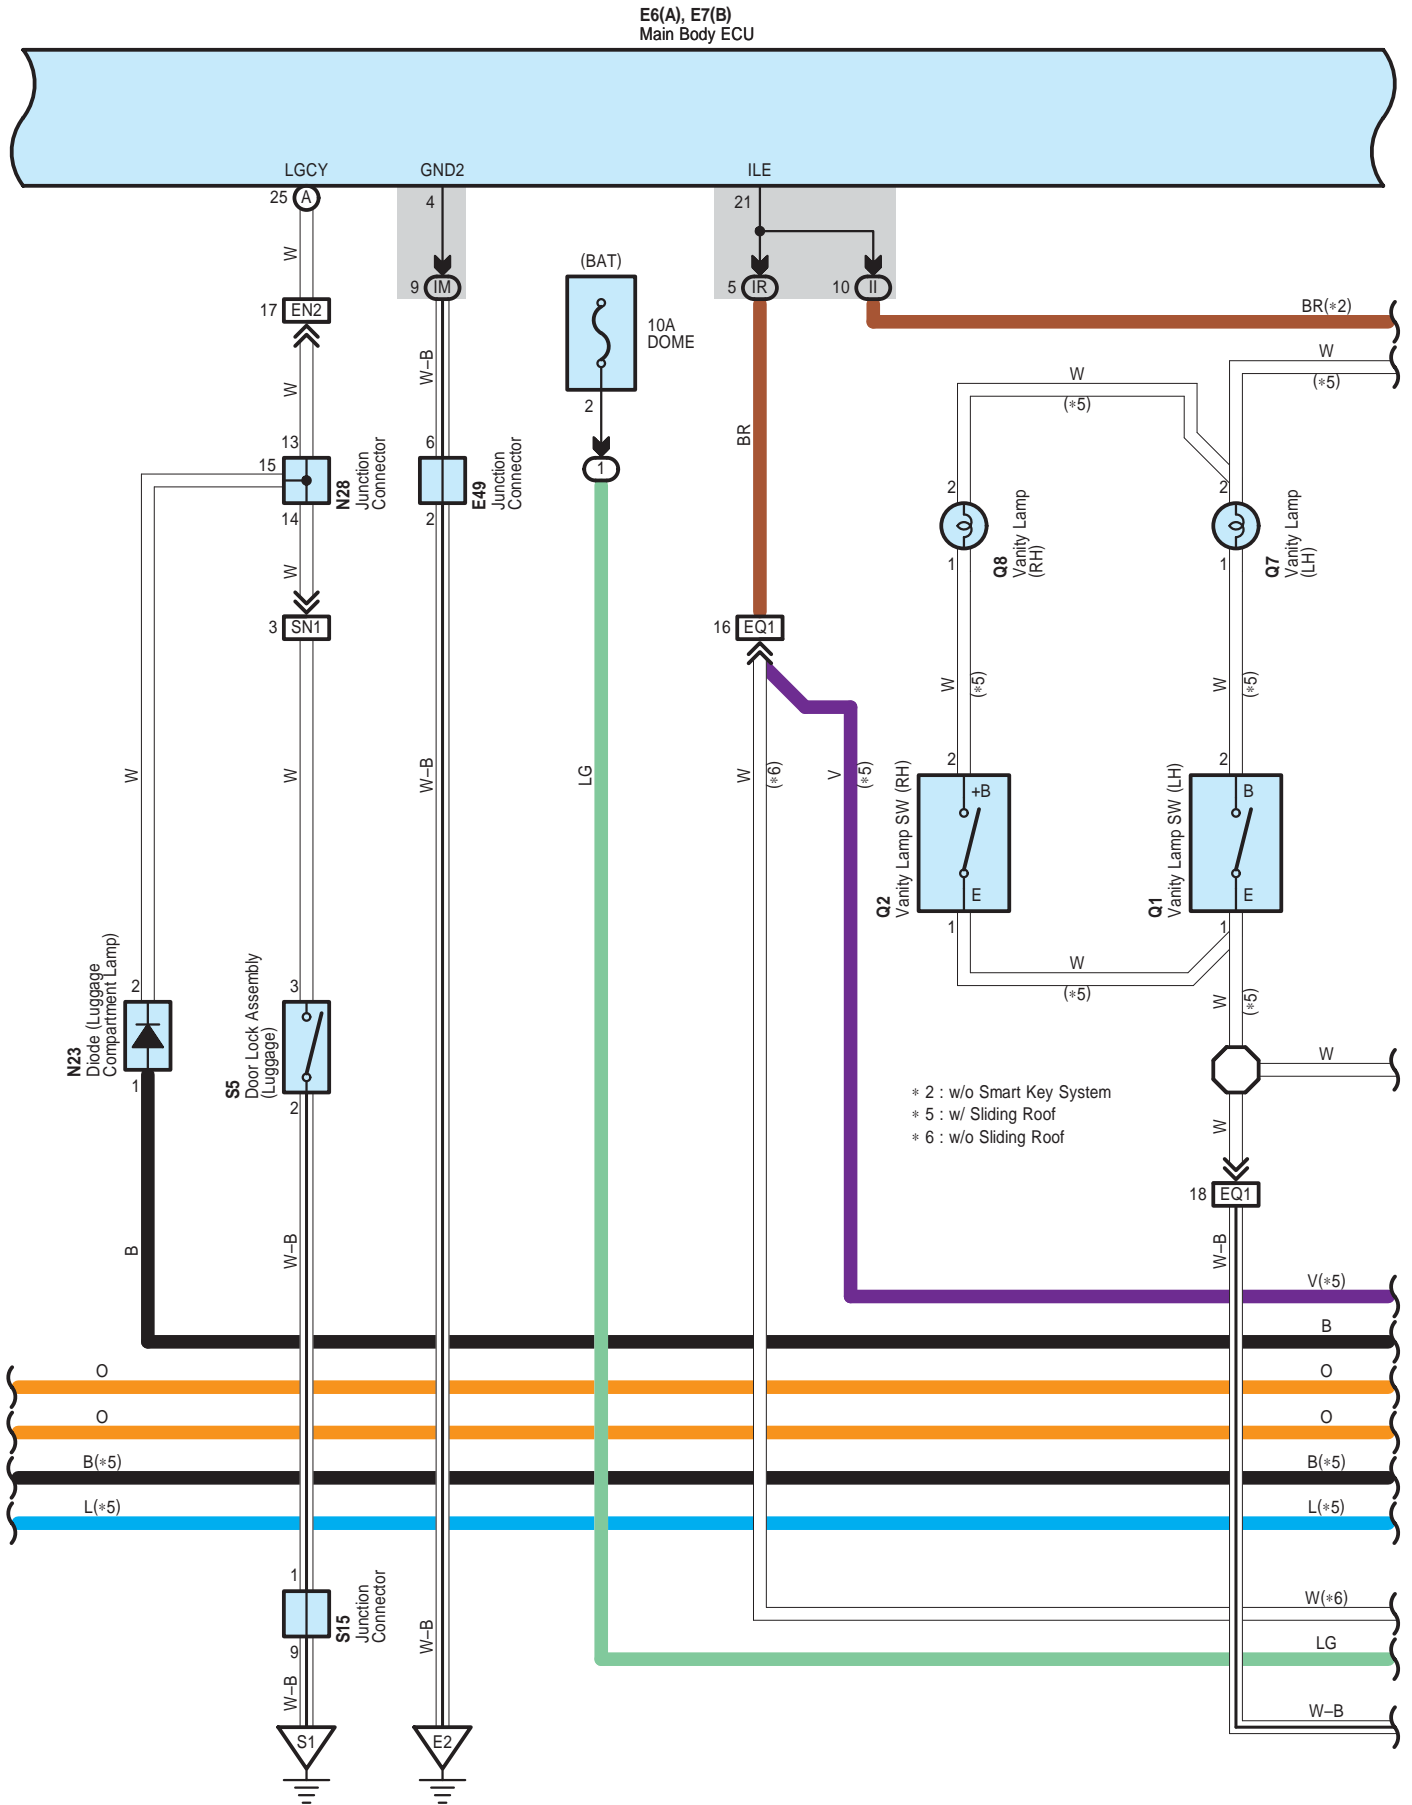 E6(A), E7(B)
Main Body ECU
LGCY
GND2
ILE
25
A
4
21
W
9
IM
5
IR
10
II
(BAT)
17
EN2
10A
DOME
BR(*2)
W
W–B
W
(*5)
W
(*5)
2
BR
13
15
14
N28
Junction
Connector
6
2
E49
Junction
Connector
1
2
1
Q8
Vanity Lamp
(RH)
2
1
Q7
Vanity Lamp
(LH)
W
3
SN1
16
EQ1
W
(*5)
W
(*5)
W
W
W–B
LG
W
(*6)
V
(*5)
2
+B
E
1
Q2
Vanity Lamp SW (RH)
2
B
E
1
Q1
Vanity Lamp SW (LH)
W
(*5)
W
(*5)
2
1
N23
Diode (Luggage
Compartment Lamp)
3
2
S5
Door Lock Assembly
(Luggage)
W
* 2 : w/o Smart Key System
* 5 : w/ Sliding Roof
* 6 : w/o Sliding Roof
W
18
EQ1
B
W–B
W–B
V(*5)
B
O
O
O
O
B(*5)
B(*5)
L(*5)
L(*5)
1
9
S15
Junction
Connector
W–B
W(*6)
LG
W–B
W–B
S1
E2